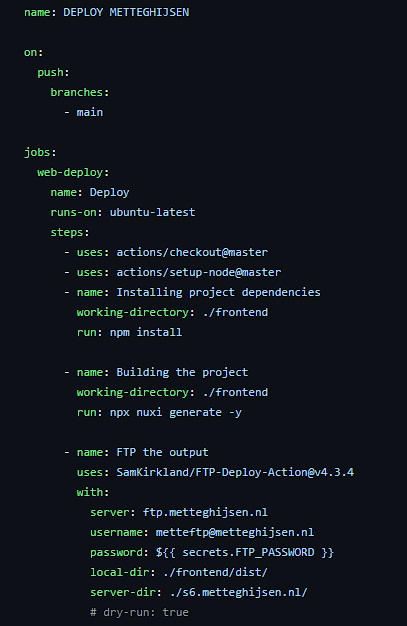 name: DEPLOY METTEGHIJSEN

on:
  push:
    branches:
      - main

jobs:
  web-deploy:
    name: Deploy
    runs-on: ubuntu-latest
    steps:
      - uses: actions/checkout@master
      - uses: actions/setup-node@master
      - name: Installing project dependencies
        working-directory: ./frontend
        run: npm install

      - name: Building the project
        working-directory: ./frontend
        run: npx nuxi generate -y

      - name: FTP the output
        uses: SamKirkland/FTP-Deploy-Action@v4.3.4
        with:
          server: ftp.metteghijsen.nl
          username: metteftp@metteghijsen.nl
          password: ${{ secrets.FTP_PASSWORD }}
          local-dir: ./frontend/dist/
          server-dir: ./s6.metteghijsen.nl/
          # dry-run: true